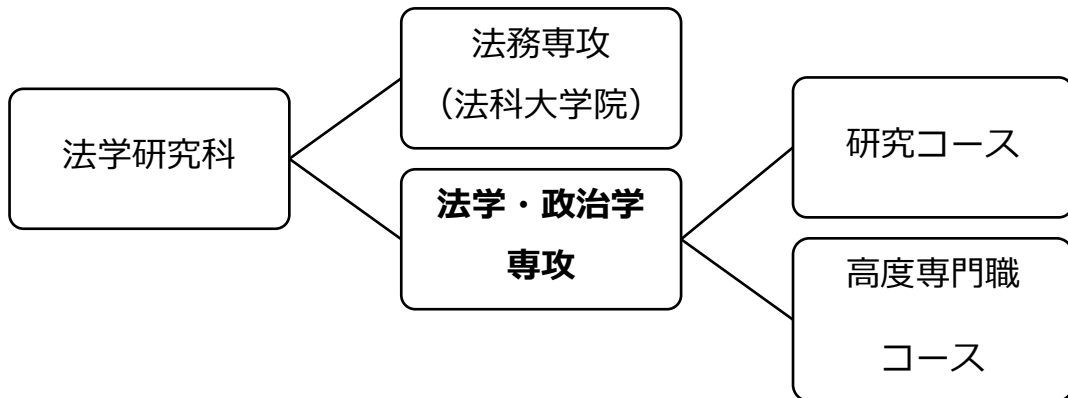 法学研究科
法務専攻
（法科大学院）
法学・政治学
専攻
研究コース
高度専門職
コース